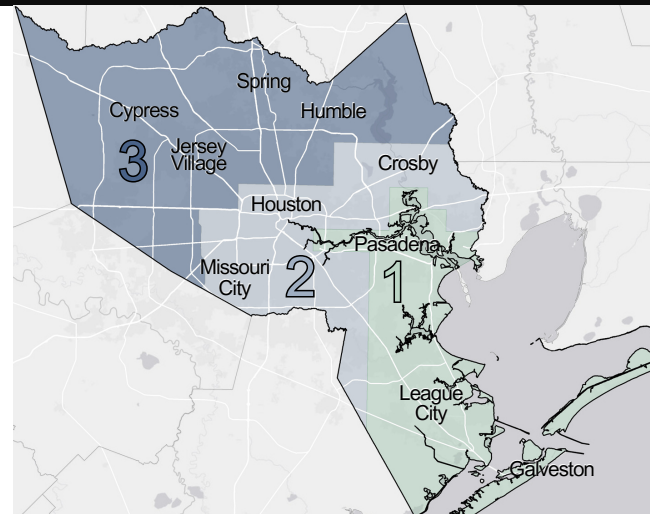 Spring
Cypress
Humble
Jersey
Village
3
Crosby
Houston
Pasadena
Missouri
City
2
1
League
City
Galveston